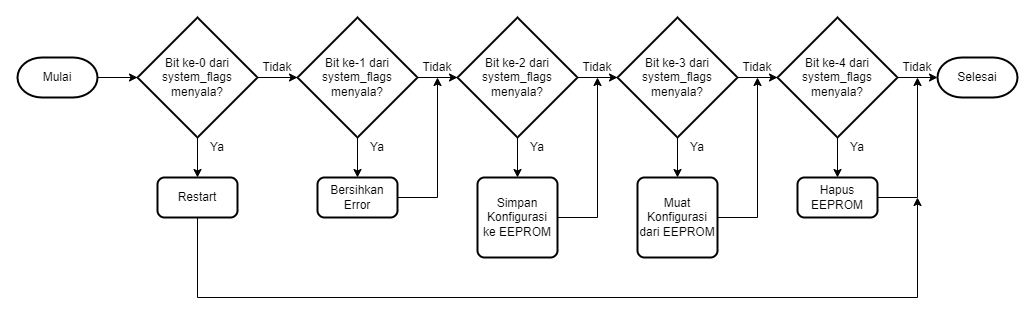 Mulai
Bit ke-0 dari
system_flags
menyala?
Tidak
Ya
Restart
Bit ke-1 dari
system_flags
menyala?
Tidak
Ya
Bersihkan
Error
Bit ke-2 dari
system_flags
menyala?
Tidak
Ya
Simpan
Konfigurasi
ke EEPROM
Bit ke-3 dari
system_flags
menyala?
Tidak
Ya
Muat
Konfigurasi
dari EEPROM
Bit ke-4 dari
system_flags
menyala?
Tidak
Ya
Hapus
EEPROM
Selesai